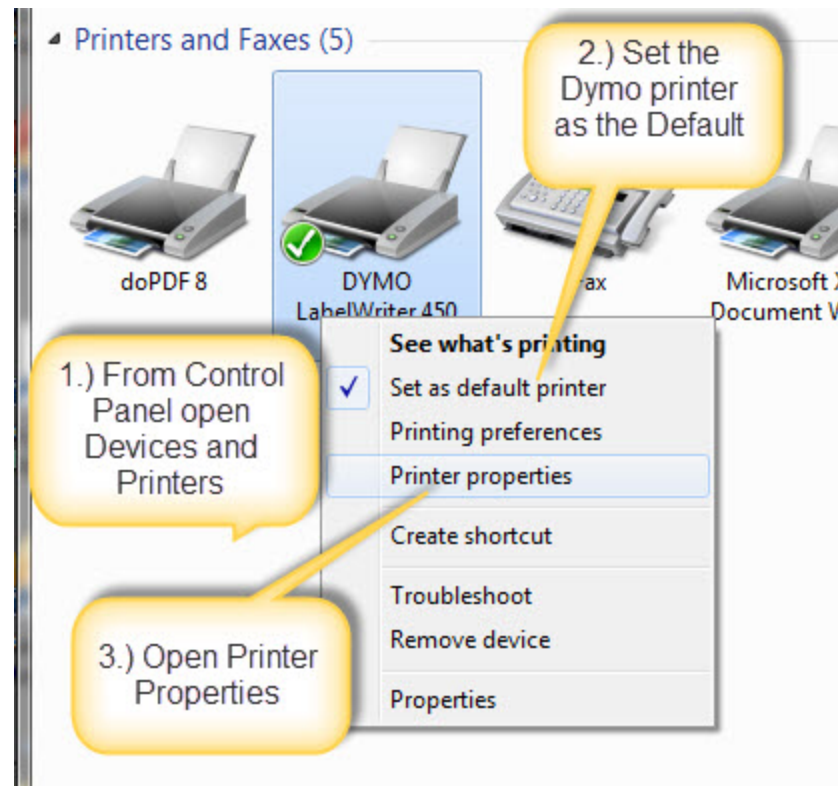 Printers and Faxes (5)
2.) Set the
Dymo printer
as the Default
doPDF 8
DYMO
LabelWriter 450
Microsoft
Document
1.) From Control
Panel open
Devices and
Printers
See what's printing
Set as default printer
Printing preferences
Printer properties
Create shortcut
Troubleshoot
Remove device
Properties
3.) Open Printer
Properties